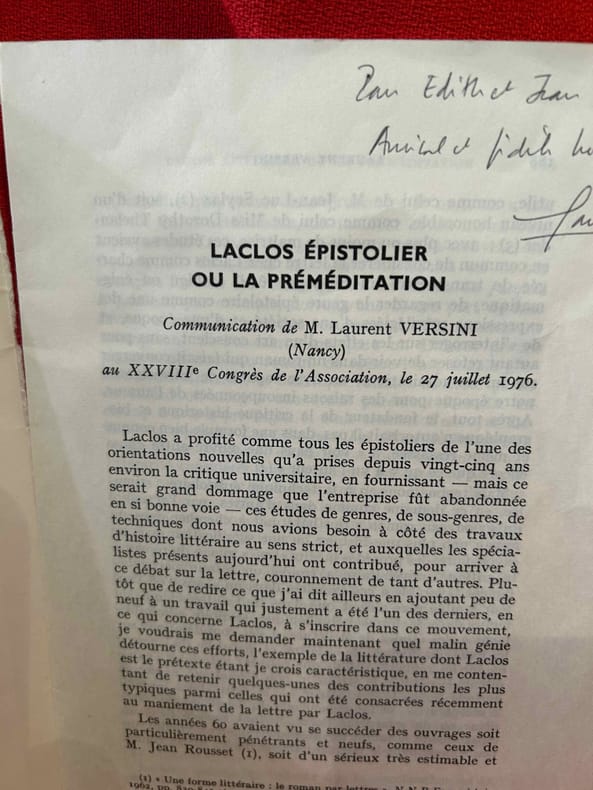 Pour Edith et Jean
Amical et fidèle
LACLOS ÉPISTOLIER
OU LA PRÉMÉDITATION
Communication de M. Laurent VERSINI
(Nancy)
au XXVIIIe Congrès de l'Association, le 27 juillet 1976.
Laclos a profité comme tous les épistoliers de l'une des
orientations nouvelles qu'a prises depuis vingt-cinq ans
environ la critique universitaire, en fournissant — mais ce
serait grand dommage que l'entreprise fût abandonnée
en si bonne voie — ces études de genres, de sous-genres, de
techniques dont nous avions besoin à côté des travaux
d'histoire littéraire au sens strict, et auxquelles les spécia-
listes présents aujourd'hui ont contribué, pour arriver à
ce débat sur la lettre, couronnement de tant d'autres. Plu-
tôt que de redire ce que j'ai dit ailleurs en ajoutant peu de
neuf à un travail qui justement a été l'un des derniers, en
ce qui concerne Laclos, à s'inscrire dans ce mouvement,
je voudrais me demander maintenant quel malin génie
détourne ces efforts, l'exemple de la littérature dont Laclos
est le prétexte étant je crois caractéristique, en me conten-
tant de retenir quelques-unes des contributions les plus
typiques parmi celles qui ont été consacrées récemment
au maniement de la lettre par Laclos.
Les années 60 avaient vu se succéder des ouvrages soit
particulièrement pénétrants et neufs, comme ceux de
M. Jean Rousset (1), soit d'un sérieux très estimable et
(1) « Une forme littéraire : le roman par lettres »
1962